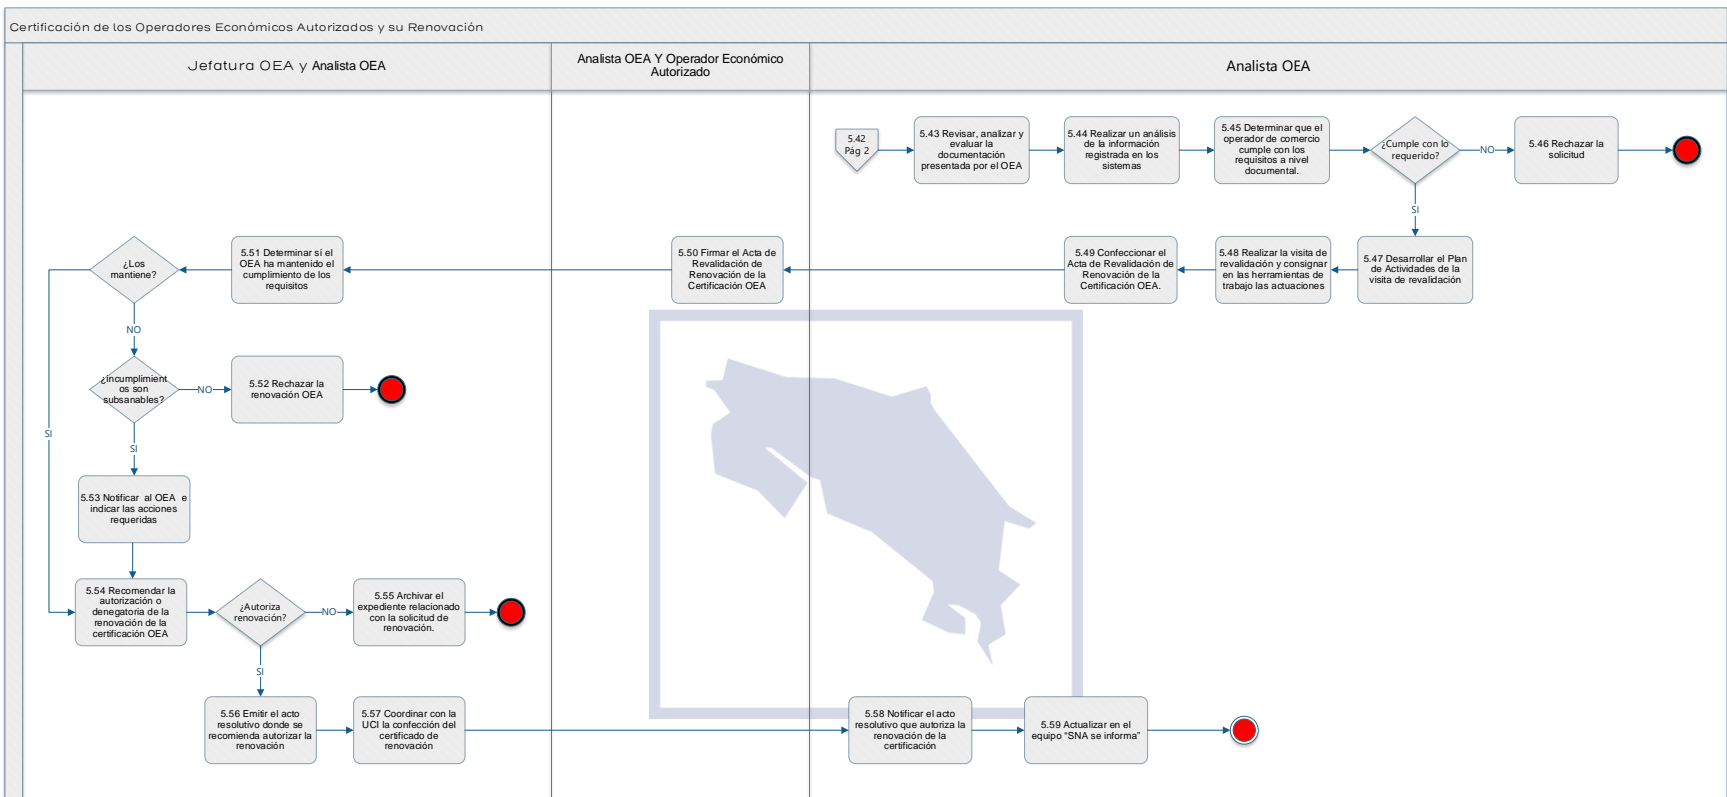 Certificación de los Operadores Económicos Autorizados y su Renovación
Jefatura OEA y Analista OEA
Analista OEA Y Operador Económico
Autorizado
Analista OEA
5.42
Pág 2
5.43 Revisar, analizar y
evaluar la
documentación
presentada por el OEA
5.44 Realizar un análisis
de la información
registrada en los
sistemas
5.45 Determinar que el
operador de comercio
cumple con los
requisitos a nivel
documental.
¿Cumple con lo
requerido?
NO
5.46 Rechazar la
solicitud
SI
5.47 Desarrollar el Plan
de Actividades de la
visita de revalidación
5.48 Realizar la visita de
revalidación y consignar
en las herramientas de
trabajo las actuaciones
5.49 Confeccionar el
Acta de Revalidación de
Renovación de la
Certificación OEA.
5.50 Firmar el Acta de
Revalidación de
Renovación de la
Certificación OEA
5.51 Determinar sí el
OEA ha mantenido el
cumplimiento de los
requisitos
¿Los
mantiene?
NO
SI
¿Incumplimient
os son
subsanables?
NO
5.52 Rechazar la
renovación OEA
SI
5.53 Notificar al OEA e
indicar las acciones
requeridas
5.54 Recomendar la
autorización o
denegatoria de la
renovación de la
certificación OEA
¿Autoriza
renovación?
NO
5.55 Archivar el
expediente relacionado
con la solicitud de
renovación.
SI
5.56 Emitir el acto
resolutivo donde se
recomienda autorizar la
renovación
5.57 Coordinar con la
UCI la confección del
certificado de
renovación
5.58 Notificar el acto
resolutivo que autoriza la
renovación de la
certificación
5.59 Actualizar en el
equipo “SNA se informa”